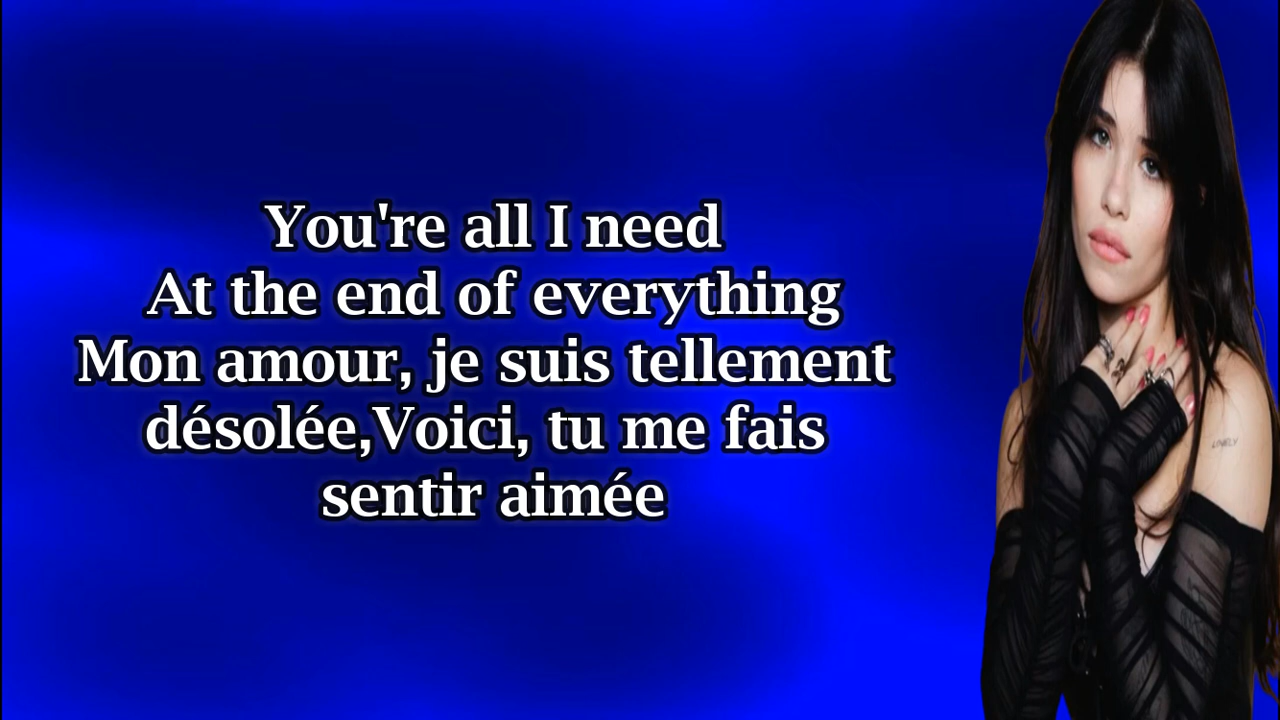 You're all I need
At the end of everything
Mon amour, je suis tellement
désolée,Voici, tu me fais
sentir aimée
LOVELY